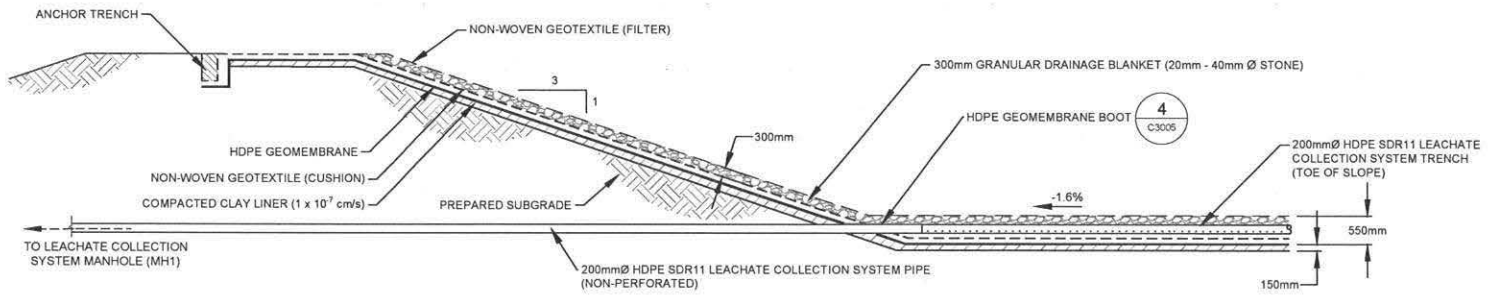 ANCHOR TRENCH
NON-WOVEN GEOTEXTILE (FILTER)
3
1
300mm GRANULAR DRAINAGE BLANKET (20mm - 40mm Ø STONE)
HDPE GEOMEMBRANE BOOT
4
C3005
300mm
HDPE GEOMEMBRANE
NON-WOVEN GEOTEXTILE (CUSHION)
COMPACTED CLAY LINER (1 x 10⁻⁷ cm/s)
PREPARED SUBGRADE
200mmØ HDPE SDR11 LEACHATE
COLLECTION SYSTEM TRENCH
(TOE OF SLOPE)
-1.6%
550mm
TO LEACHATE COLLECTION
SYSTEM MANHOLE (MH1)
200mmØ HDPE SDR11 LEACHATE COLLECTION SYSTEM PIPE
(NON-PERFORATED)
150mm